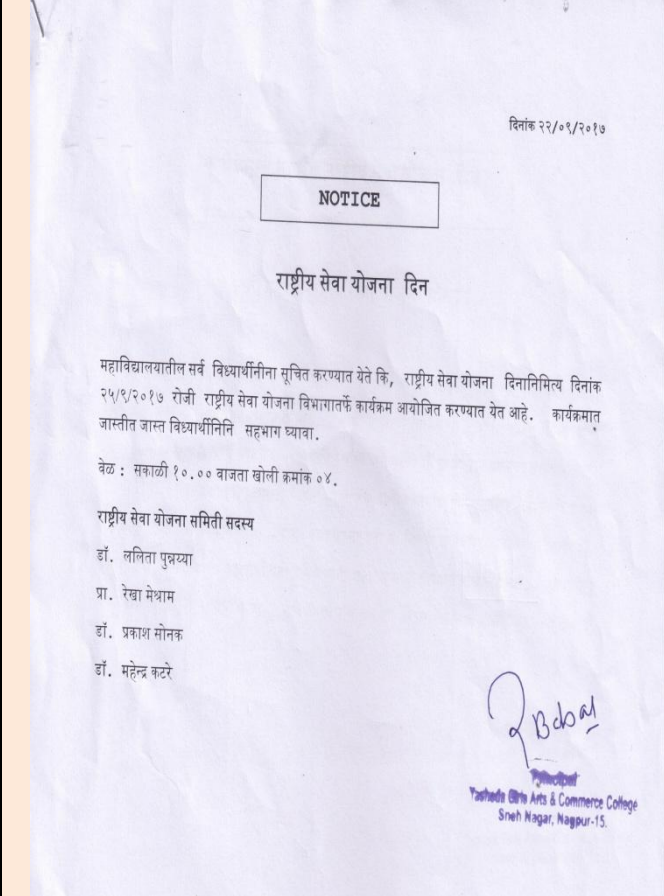 दिनांक २२/०९/२०१७
NOTICE
राष्ट्रीय सेवा योजना दिन
महाविद्यालयातील सर्व विध्यार्थीनीना सूचित करण्यात येते कि, राष्ट्रीय सेवा योजना दिनानिमित्य दिनांक
२५/९/२०१७ रोजी राष्ट्रीय सेवा योजना विभागातर्फे कार्यक्रम आयोजित करण्यात येत आहे. कार्यक्रमात
जास्तीत जास्त विध्यार्थीनिनि सहभाग घ्यावा.
वेळ : सकाळी १०.०० वाजता खोली क्रमांक ०४.
राष्ट्रीय सेवा योजना समिती सदस्य
डॉ. ललिता पुन्नय्या
प्रा. रेखा मेश्राम
डॉ. प्रकाश सोनक
डॉ. महेन्द्र कटरे
Principal
Yashoda Girls Arts & Commerce College
Sneh Nagar, Nagpur-15.